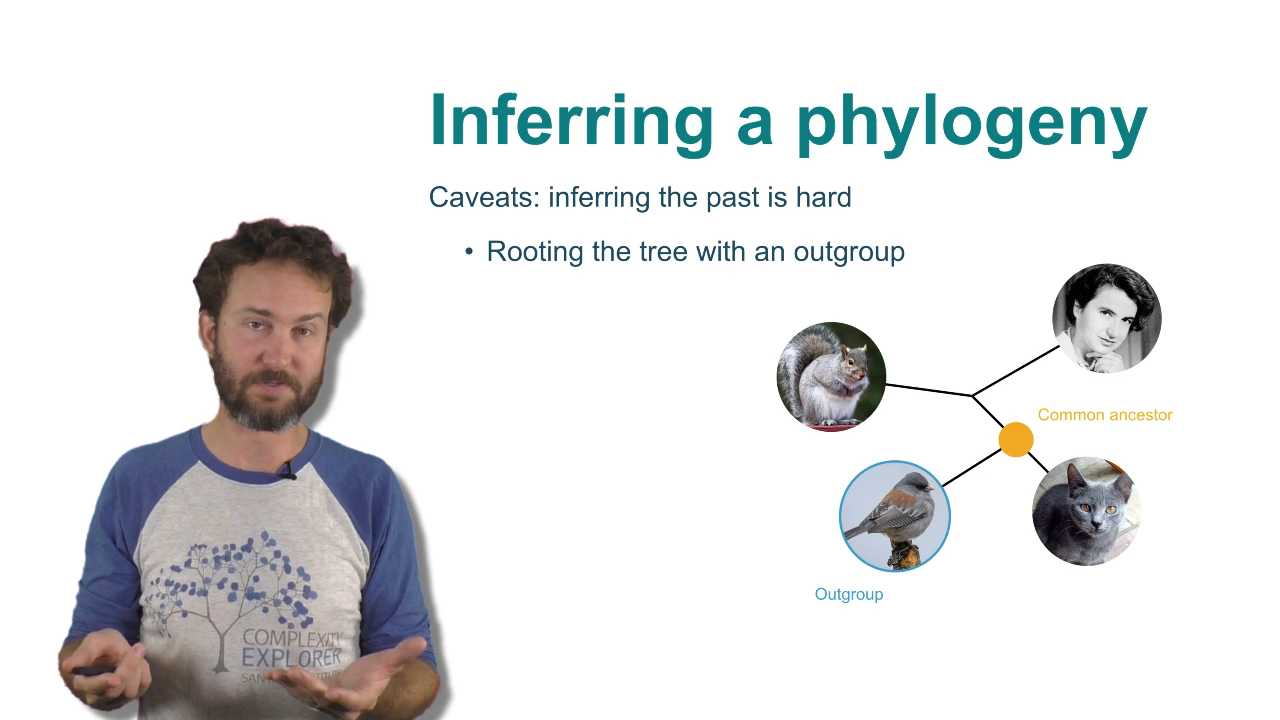 Inferring a phylogeny
Caveats: inferring the past is hard
• Rooting the tree with an outgroup
Common ancestor
Outgroup
COMPLEXITY
EXPLORER